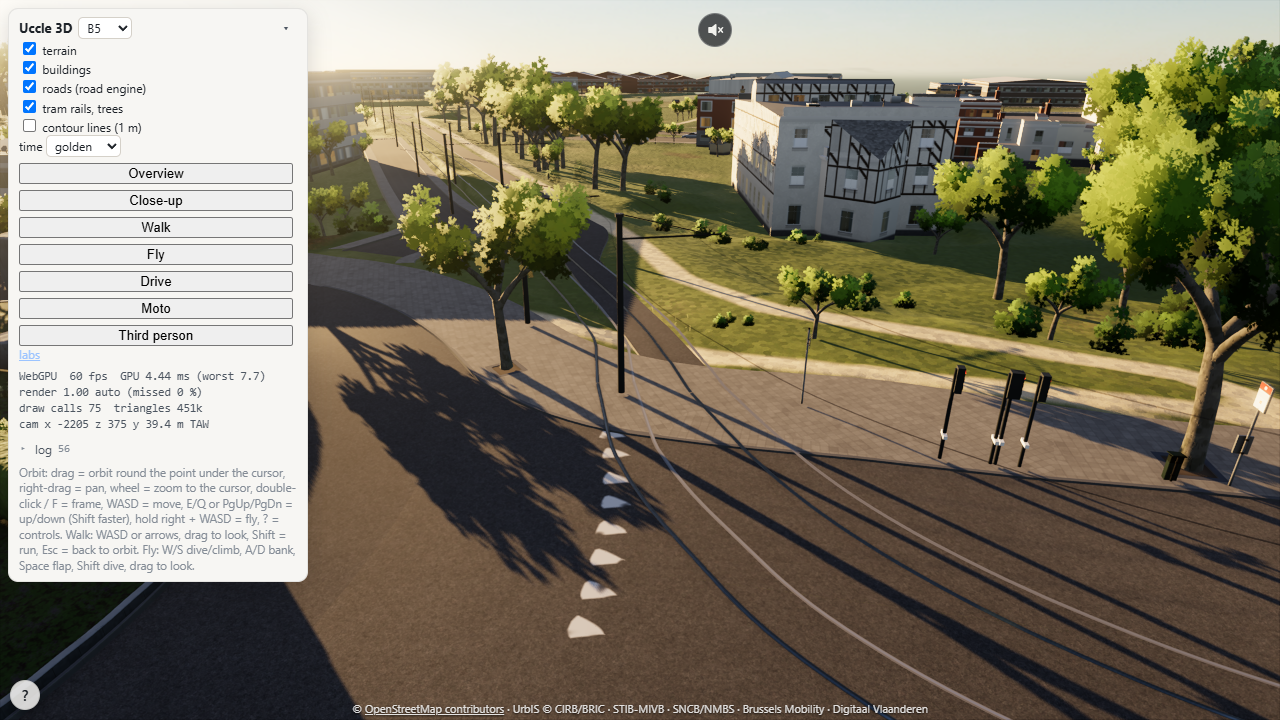 Uccle 3D B5
terrain
buildings
roads (road engine)
tram rails, trees
contour lines (1 m)
time golden
Overview
Close-up
Walk
Fly
Drive
Moto
Third person
labs
WebGPU 60 fps GPU 4.44 ms (worst 7.7)
render 1.00 auto (missed 0 %)
draw calls 75 triangles 451k
cam x -2205 z 375 y 39.4 m TAW
log 56
Orbit: drag = orbit round the point under the cursor,
right-drag = pan, wheel = zoom to the cursor, double-
click / F = frame, WASD = move, E/Q or PgUp/PgDn =
up/down (Shift faster), hold right + WASD = fly, ? =
controls. Walk: WASD or arrows, drag to look, Shift =
run, Esc = back to orbit. Fly: W/S dive/climb, A/D bank,
Space flap, Shift dive, drag to look.
?
© OpenStreetMap contributors · UrbIS © CIRB/BRIC · STIB-MIVB · SNCB/NMBS · Brussels Mobility · Digitaal Vlaanderen